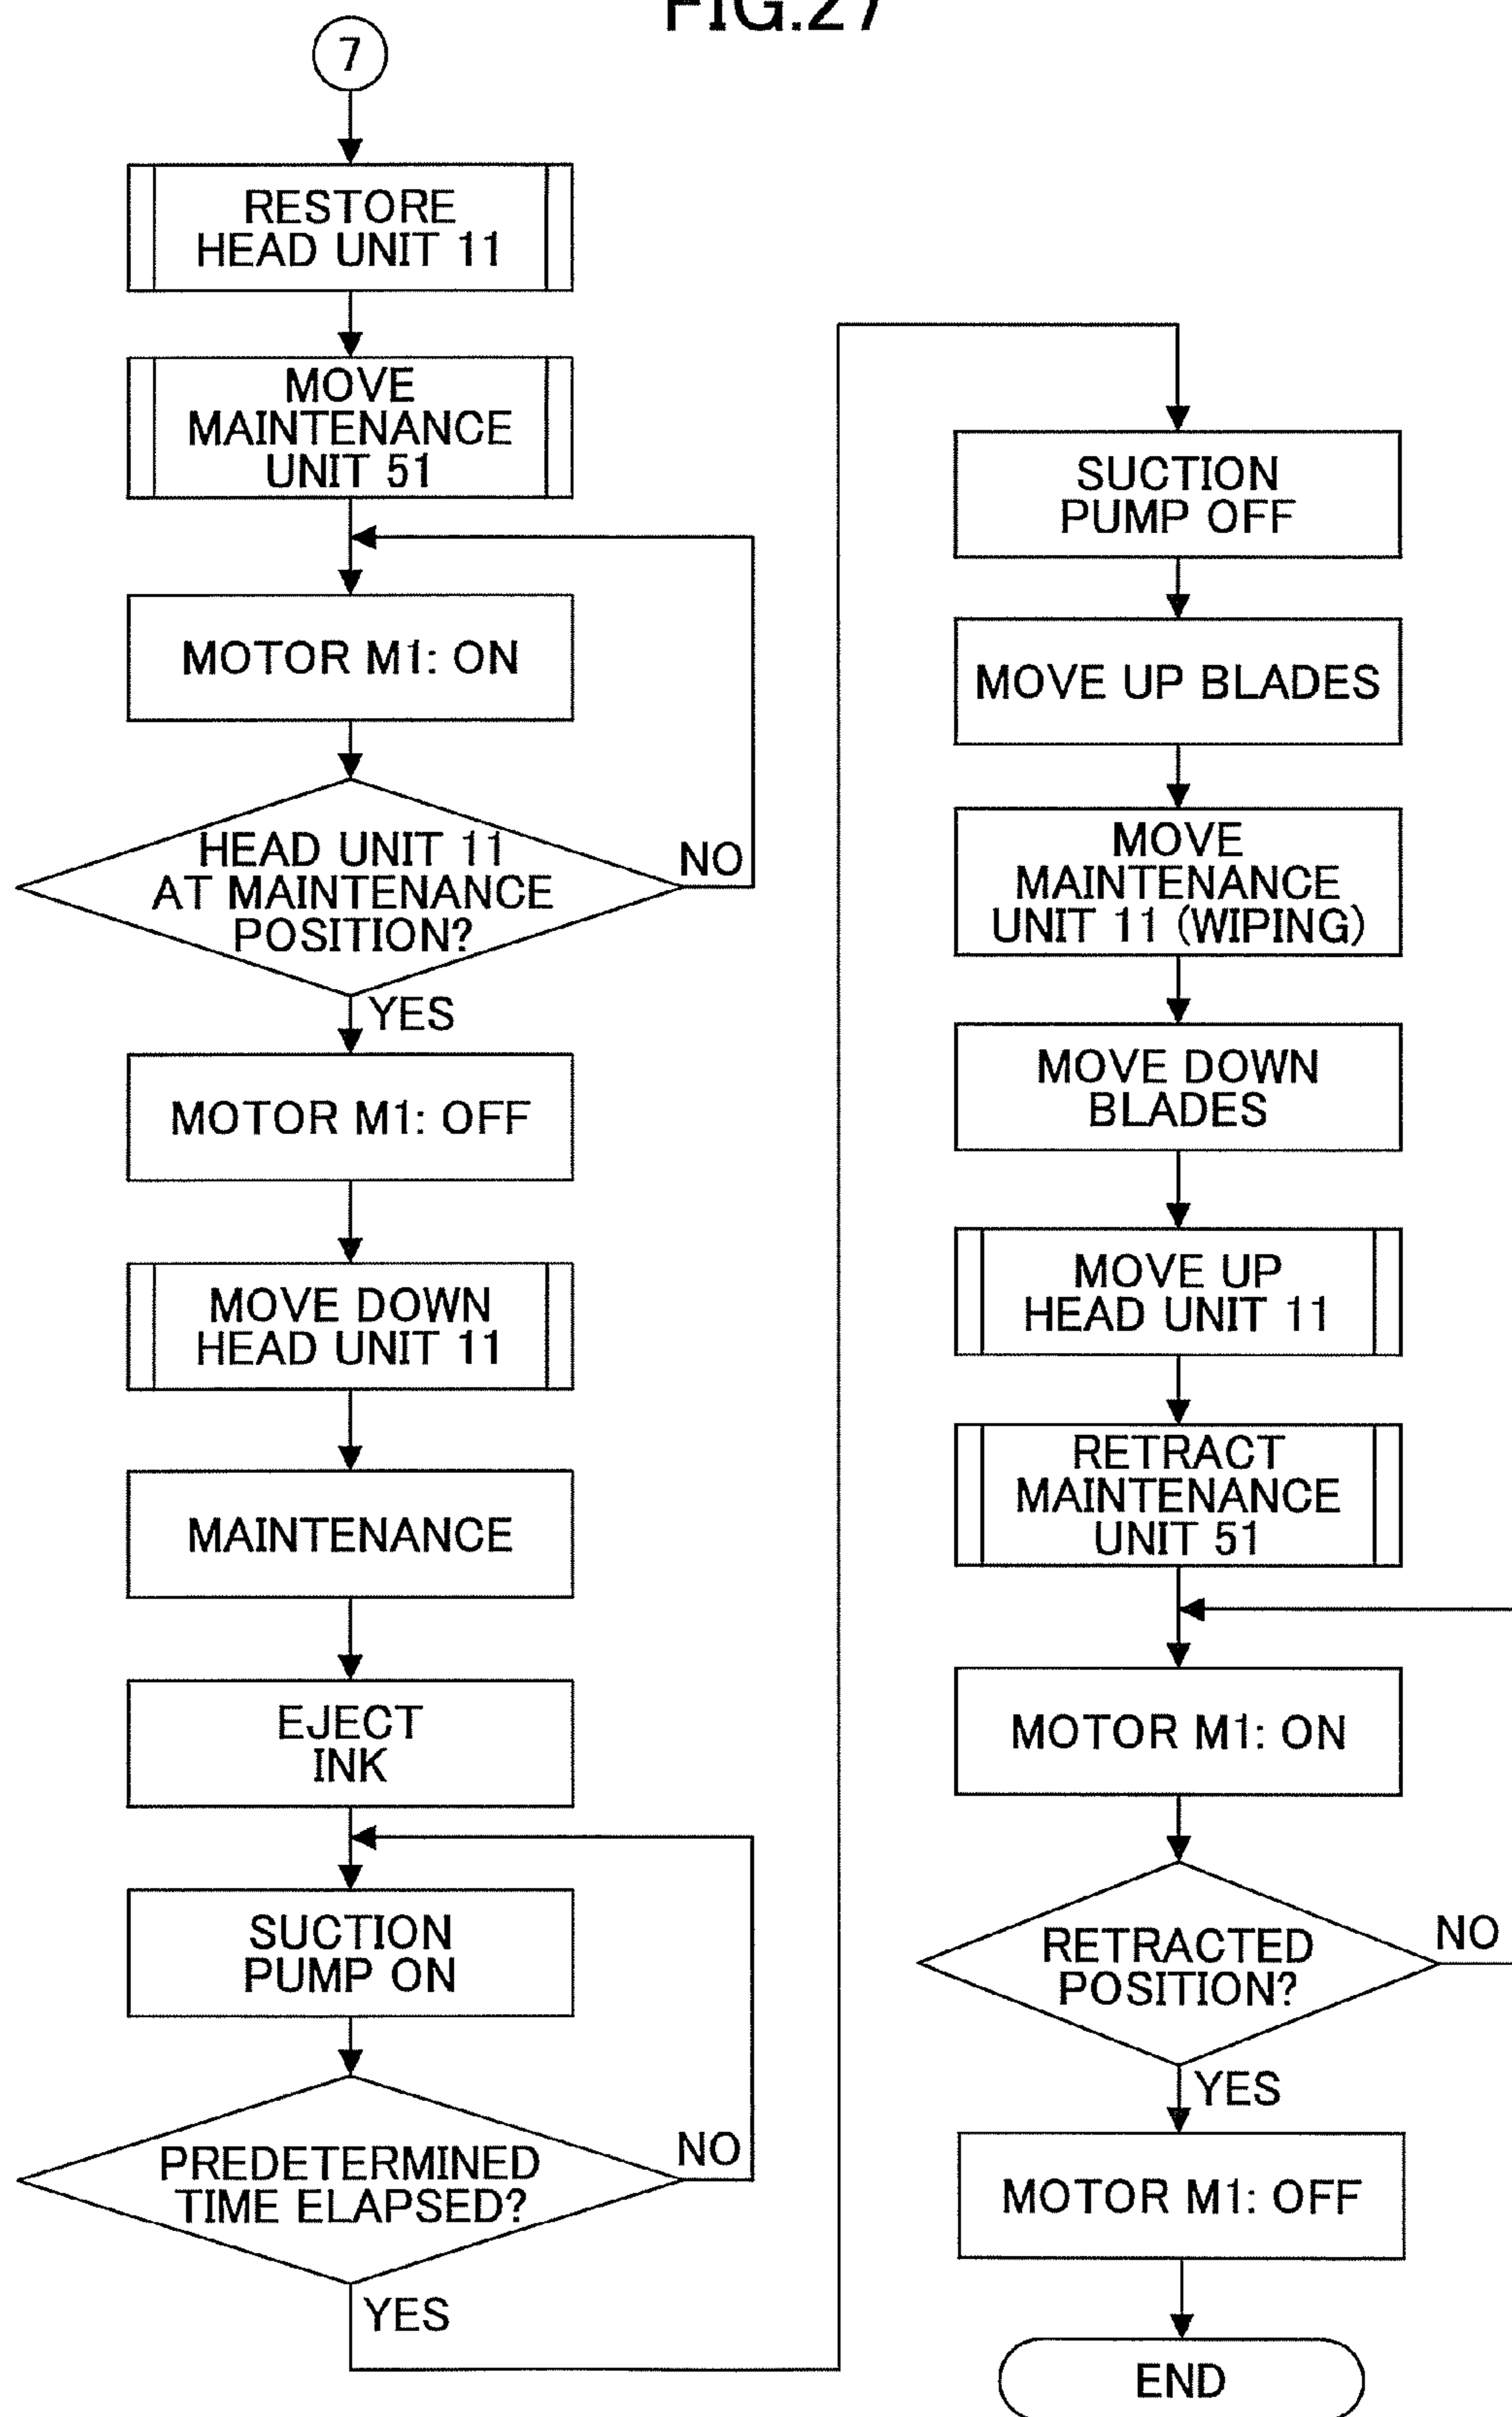 FIG.27
7
RESTORE
HEAD UNIT 11
MOVE
MAINTENANCE
UNIT 51
MOTOR M1: ON
HEAD UNIT 11
AT MAINTENANCE
POSITION?
NO
YES
MOTOR M1: OFF
MOVE DOWN
HEAD UNIT 11
MAINTENANCE
EJECT
INK
SUCTION
PUMP ON
PREDETERMINED
TIME ELAPSED?
NO
YES
SUCTION
PUMP OFF
MOVE UP BLADES
MOVE
MAINTENANCE
UNIT 11 (WIPING)
MOVE DOWN
BLADES
MOVE UP
HEAD UNIT 11
RETRACT
MAINTENANCE
UNIT 51
MOTOR M1: ON
RETRACTED
POSITION?
NO
YES
MOTOR M1: OFF
END